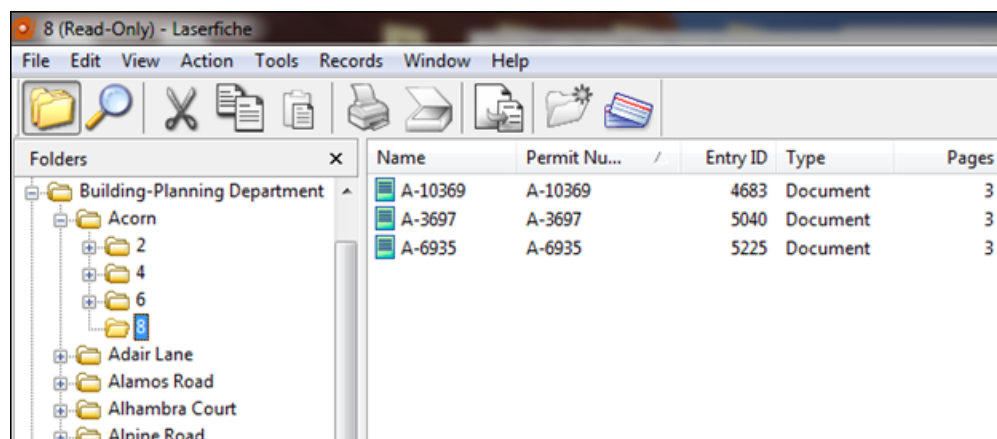 8 (Read-Only) - Laserfiche
File Edit View Action Tools Records Window Help
Folders x
Name Permit Nu... / Entry ID Type Pages
Building-Planning Department
Acorn
2
4
6
8
Adair Lane
Alamos Road
Alhambra Court
Alpine Road
A-10369 A-10369 4683 Document 3
A-3697 A-3697 5040 Document 3
A-6935 A-6935 5225 Document 3